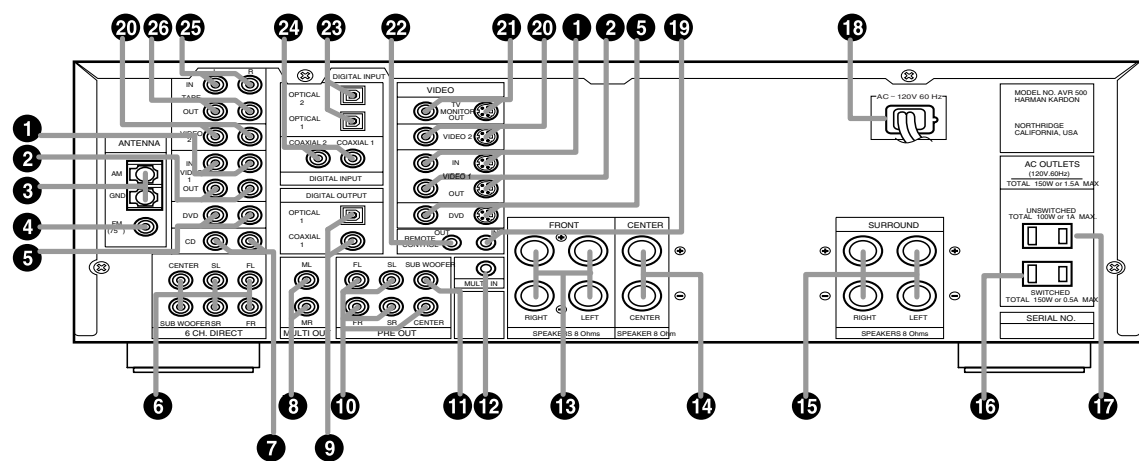 20 26 25 24 23 22 21 20 1 2 5 19 18
L R
IN
TAPE
OUT
VIDEO
2
IN
VIDEO
1
OUT
DVD
CD
1
2
3
4
5
ANTENNA
AM
GND
FM
(75 )
DIGITAL INPUT
OPTICAL
2
OPTICAL
1
COAXIAL 2 COAXIAL 1
DIGITAL INPUT
DIGITAL OUTPUT
OPTICAL
1
COAXIAL
1
VIDEO
TV
MONITOR
OUT
VIDEO 2
IN
VIDEO 1
OUT
DVD
OUT IN
REMOTE
CONTROL
AC ~ 120V 60 Hz
MODEL NO. AVR 500
HARMAN KARDON
NORTHRIDGE
CALIFORNIA, USA
AC OUTLETS
(120V.60Hz)
TOTAL 150W or 1.5A MAX
UNSWITCHED
TOTAL 100W or 1A MAX.
SWITCHED
TOTAL 150W or 0.5A MAX
SERIAL NO.
CENTER SL FL
SUB WOOFER SR FR
6 CH. DIRECT
ML
MR
MULTI OUT
FL SL SUB WOOFER
FR SR CENTER
PRE OUT
MULTI IN
FRONT
RIGHT LEFT
SPEAKERS 8 Ohms
CENTER
CENTER
SPEAKER 8 Ohm
SURROUND
RIGHT LEFT
SPEAKERS 8 Ohms
6 7 8 9 10 11 12 13 14 15 16 17